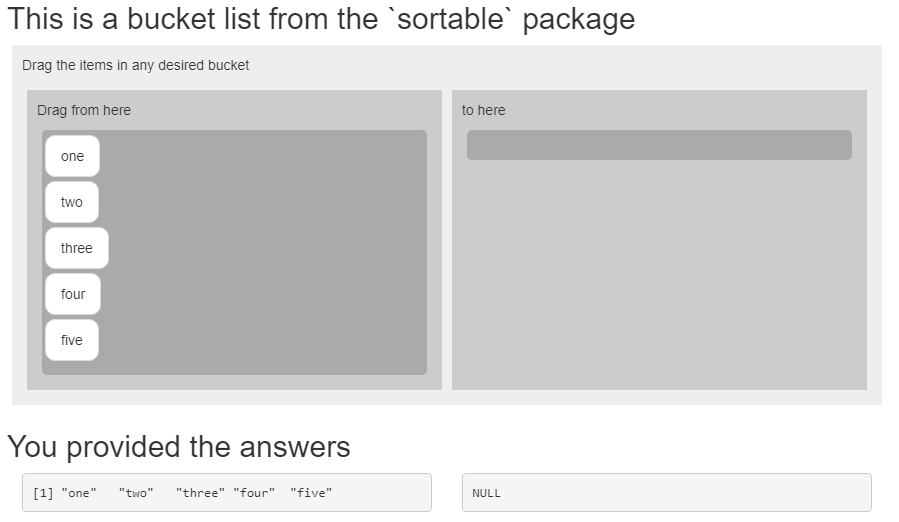 This is a bucket list from the `sortable` package
Drag the items in any desired bucket
Drag from here
one
two
three
four
five
to here
You provided the answers
[1] "one"   "two"   "three" "four"  "five"
NULL